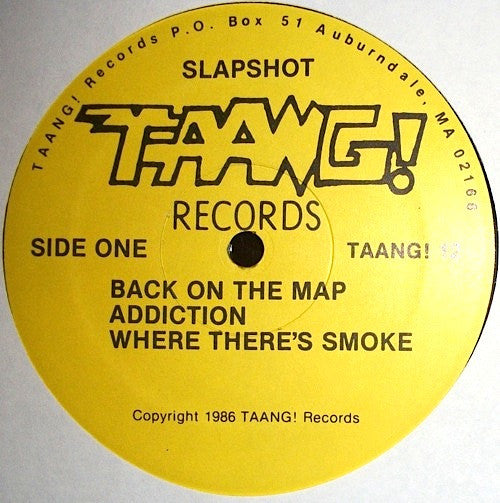 TAANG! Records P.O. Box 51 Auburndale, MA 02166
SLAPSHOT
TAANG!
RECORDS
SIDE ONE
TAANG!
BACK ON THE MAP
ADDICTION
WHERE THERE'S SMOKE
Copyright 1986 TAANG! Records